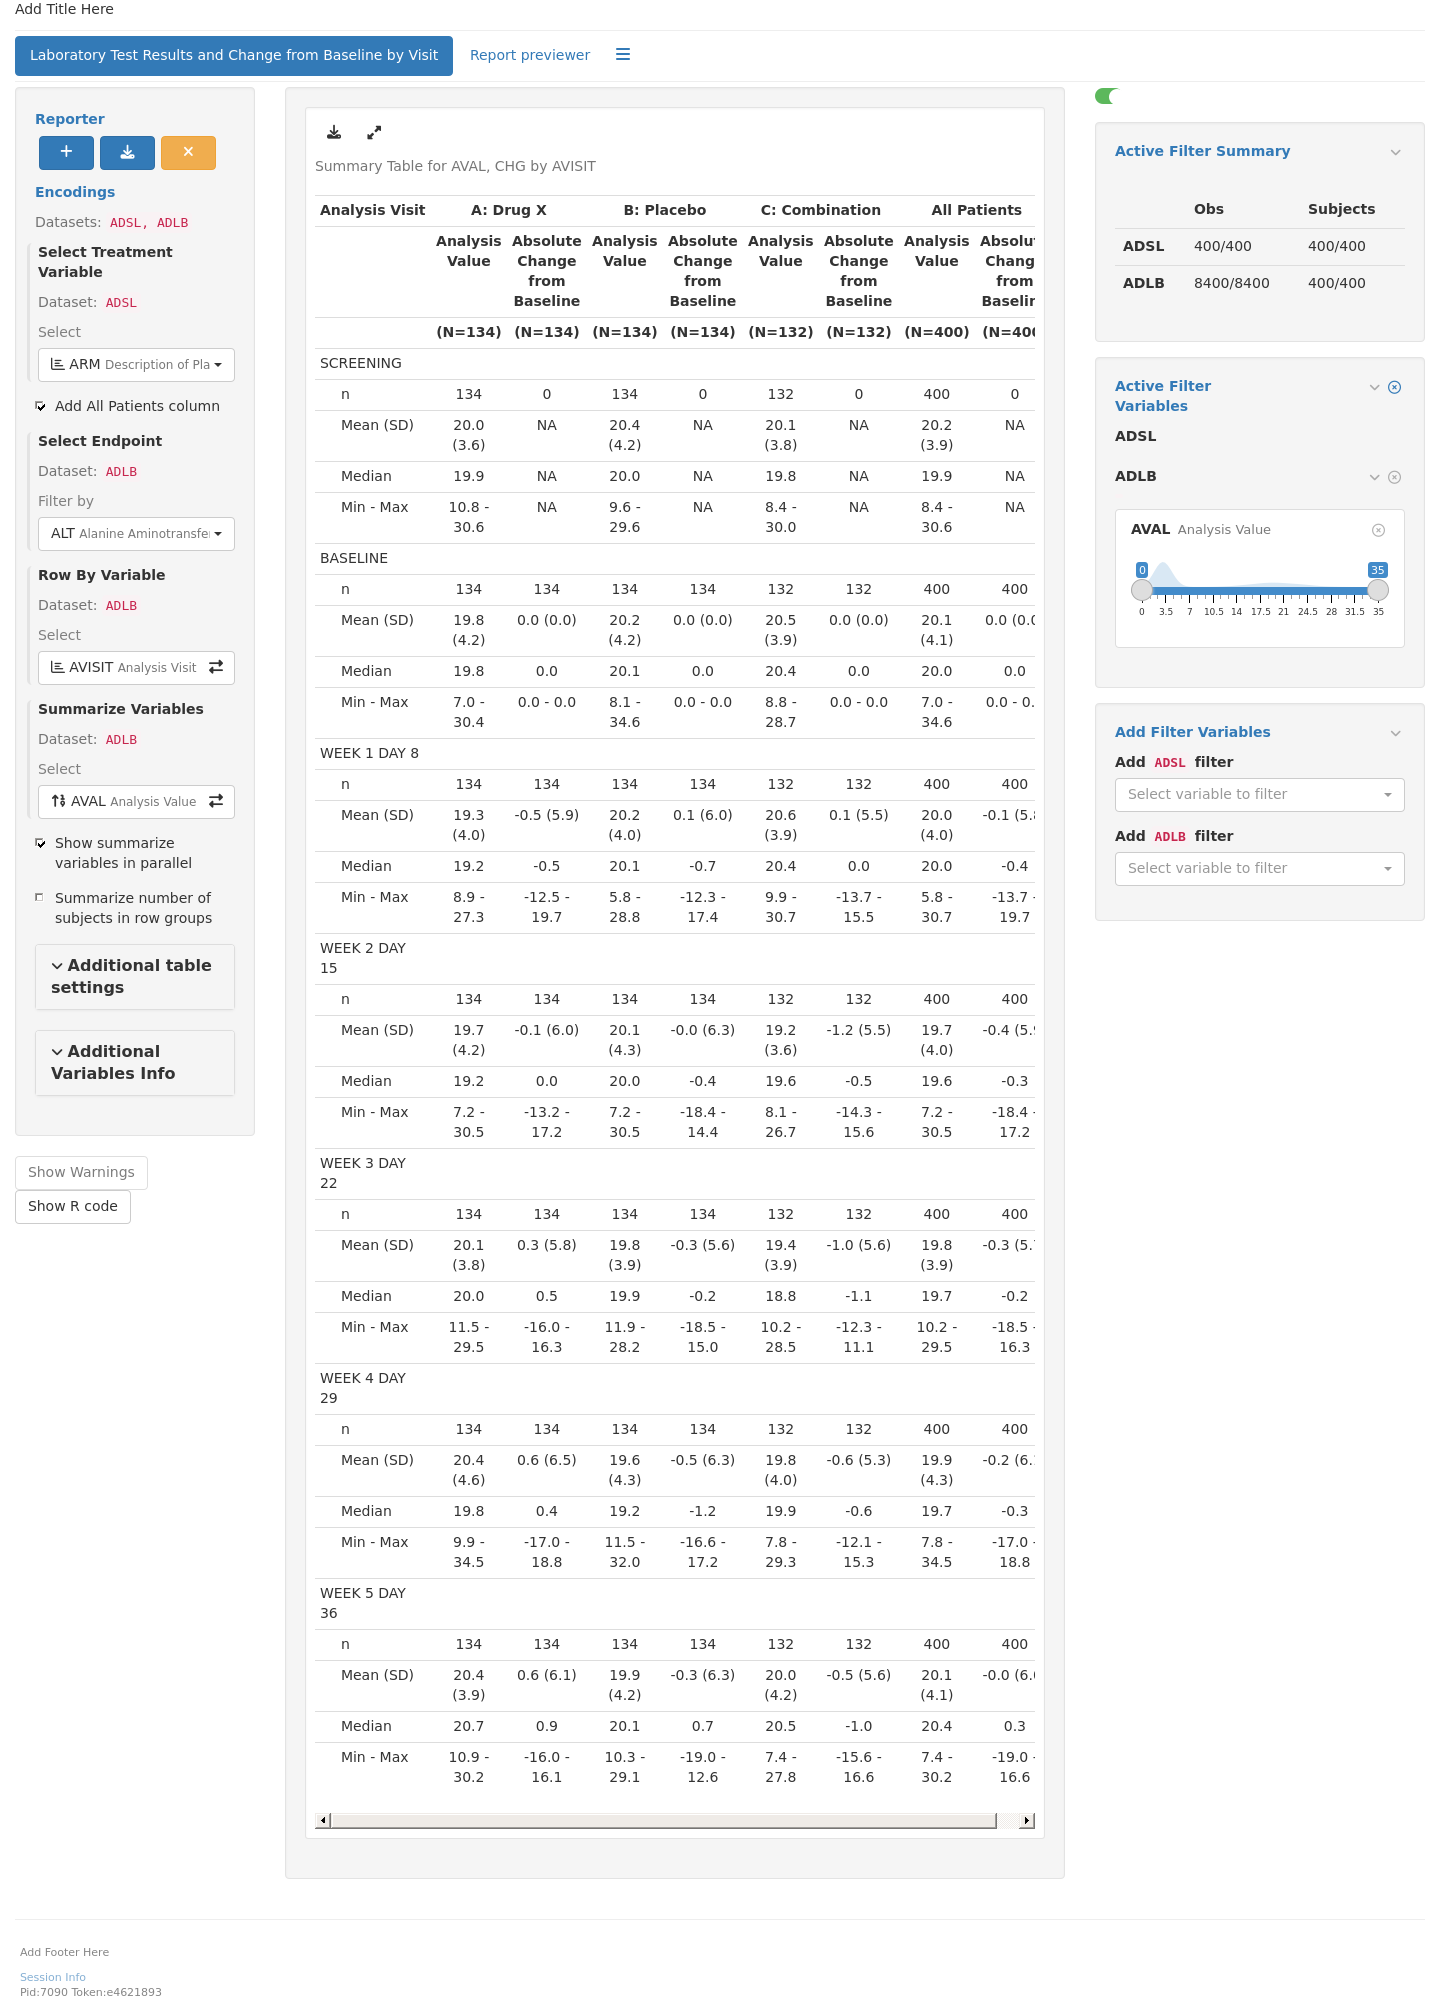 Add Title Here
Laboratory Test Results and Change from Baseline by Visit Report previewer
Reporter
Encodings
Datasets: ADSL, ADLB
Select Treatment
Variable
Dataset: ADSL
Select
ARM Description of Pla
Add All Patients column
Select Endpoint
Dataset: ADLB
Filter by
ALT Alanine Aminotransfe
Row By Variable
Dataset: ADLB
Select
AVISIT Analysis Visit
Summarize Variables
Dataset: ADLB
Select
AVAL Analysis Value
Show summarize
variables in parallel
Summarize number of
subjects in row groups
Additional table
settings
Additional
Variables Info
Show Warnings
Show R code
Summary Table for AVAL, CHG by AVISIT
Analysis Visit A: Drug X B: Placebo C: Combination All Patients
Analysis Absolute Analysis Absolute Analysis Absolute Analysis
Value Change Value Change Value Change Value
from from from from
Baseline Baseline Baseline
(N=134) (N=134) (N=134) (N=134) (N=132) (N=132) (N=400)
SCREENING
n 134 0 134 0 132 0 400 0
Mean (SD) 20.0 NA 20.4 NA 20.1 NA 20.2 NA
(3.6) (4.2) (3.8) (3.9)
Median 19.9 NA 20.0 NA 19.8 NA 19.9 NA
Min - Max 10.8 - NA 9.6 - NA 8.4 - NA 8.4 - NA
30.6 29.6 30.0 30.6
BASELINE
n 134 134 134 134 132 132 400 400
Mean (SD) 19.8 0.0 (0.0) 20.2 0.0 (0.0) 20.5 0.0 (0.0) 20.1 0.0
(4.2) (4.2) (3.9) (4.1)
Median 19.8 0.0 20.1 0.0 20.4 0.0 20.0 0.0
Min - Max 7.0 - 0.0 - 0.0 8.1 - 0.0 - 0.0 8.8 - 0.0 - 0.0 7.0 - 0.0 -
30.4 34.6 28.7 34.6
WEEK 1 DAY 8
n 134 134 134 134 132 132 400 400
Mean (SD) 19.3 -0.5 (5.9) 20.2 0.1 (6.0) 20.6 0.1 (5.5) 20.0 -0.1
(4.0) (4.0) (3.9) (4.0)
Median 19.2 -0.5 20.1 -0.7 20.4 0.0 20.0 -0.4
Min - Max 8.9 - -12.5 - 5.8 - -12.3 - 9.9 - -13.7 - 5.8 - -13.7 -
27.3 19.7 28.8 17.4 30.7 15.5 30.7 19.7
WEEK 2 DAY
15
n 134 134 134 134 132 132 400 400
Mean (SD) 19.7 -0.1 (6.0) 20.1 -0.0 (6.3) 19.2 -1.2 (5.5) 19.7 -0.4
(4.2) (4.3) (3.6) (4.0)
Median 19.2 0.0 20.0 -0.4 19.6 -0.5 19.6 -0.3
Min - Max 7.2 - -13.2 - 7.2 - -18.4 - 8.1 - -14.3 - 7.2 - -18.4 -
30.5 17.2 30.5 14.4 26.7 15.6 30.5 17.2
WEEK 3 DAY
22
n 134 134 134 134 132 132 400 400
Mean (SD) 20.1 0.3 (5.8) 19.8 -0.3 (5.6) 19.4 -1.0 (5.6) 19.8 -0.3
(3.8) (3.9) (3.9) (3.9)
Median 20.0 0.5 19.9 -0.2 18.8 -1.1 19.7 -0.2
Min - Max 11.5 - -16.0 - 11.9 - -18.5 - 10.2 - -12.3 - 10.2 - -18.5 -
29.5 16.3 28.2 15.0 28.5 11.1 29.5 16.3
WEEK 4 DAY
29
n 134 134 134 134 132 132 400 400
Mean (SD) 20.4 0.6 (6.5) 19.6 -0.5 (6.3) 19.8 -0.6 (5.3) 19.9 -0.2
(4.6) (4.3) (4.0) (4.3)
Median 19.8 0.4 19.2 -1.2 19.9 -0.6 19.7 -0.3
Min - Max 9.9 - -17.0 - 11.5 - -16.6 - 7.8 - -12.1 - 7.8 - -17.0 -
34.5 18.8 32.0 17.2 29.3 15.3 34.5 18.8
WEEK 5 DAY
36
n 134 134 134 134 132 132 400 400
Mean (SD) 20.4 0.6 (6.1) 19.9 -0.3 (6.3) 20.0 -0.5 (5.6) 20.1 -0.0
(3.9) (4.2) (4.2) (4.1)
Median 20.7 0.9 20.1 0.7 20.5 -1.0 20.4 0.3
Min - Max 10.9 - -16.0 - 10.3 - -19.0 - 7.4 - -15.6 - 7.4 - -19.0 -
30.2 16.1 29.1 12.6 27.8 16.6 30.2 16.6
Active Filter Summary
Obs Subjects
ADSL 400/400 400/400
ADLB 8400/8400 400/400
Active Filter
Variables
ADSL
ADLB
AVAL Analysis Value
0 35
0 3.5 7 10.5 14 17.5 21 24.5 28 31.5 35
Add Filter Variables
Add ADSL filter
Select variable to filter
Add ADLB filter
Select variable to filter
Add Footer Here
Session Info
Pid:7090 Token:e4621893